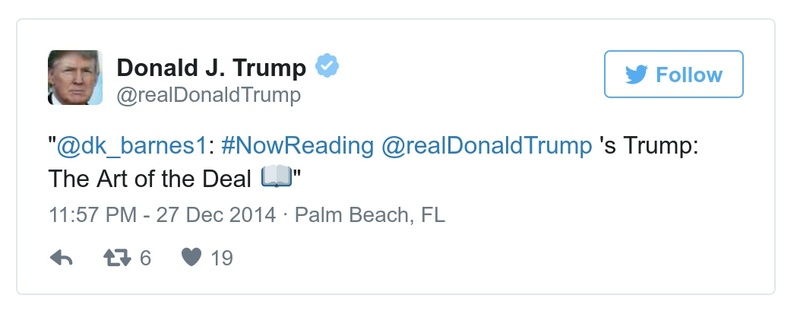 Donald J. Trump
@realDonaldTrump
Follow
"@dk_barnes1: #NowReading @realDonaldTrump 's Trump:
The Art of the Deal 📖"
11:57 PM - 27 Dec 2014 · Palm Beach, FL
6 19